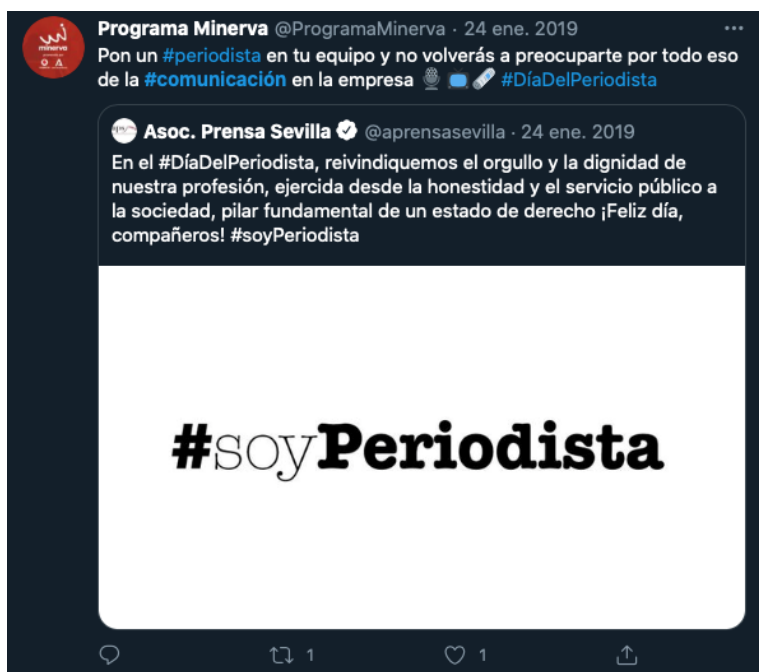 Programa Minerva @ProgramaMinerva · 24 ene. 2019
Pon un #periodista en tu equipo y no volverás a preocuparte por todo eso
de la #comunicación en la empresa 🎙️ 📺 🗞️ #DíaDelPeriodista
minerva
Asoc. Prensa Sevilla @aprensasevilla · 24 ene. 2019
En el #DíaDelPeriodista, reivindiquemos el orgullo y la dignidad de
nuestra profesión, ejercida desde la honestidad y el servicio público a
la sociedad, pilar fundamental de un estado de derecho ¡Feliz día,
compañeros! #soyPeriodista
#soyPeriodista
1 1